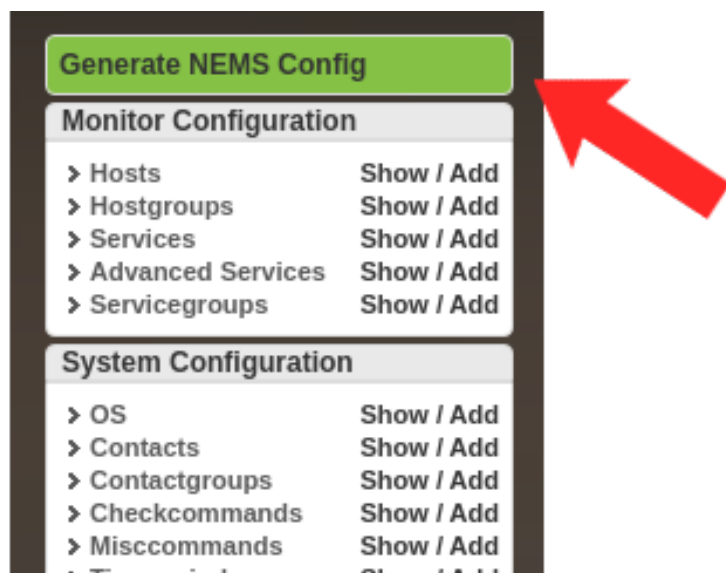 Generate NEMS Config
Monitor Configuration
Hosts Show / Add
Hostgroups Show / Add
Services Show / Add
Advanced Services Show / Add
Servicegroups Show / Add
System Configuration
OS Show / Add
Contacts Show / Add
Contactgroups Show / Add
Checkcommands Show / Add
Misccommands Show / Add